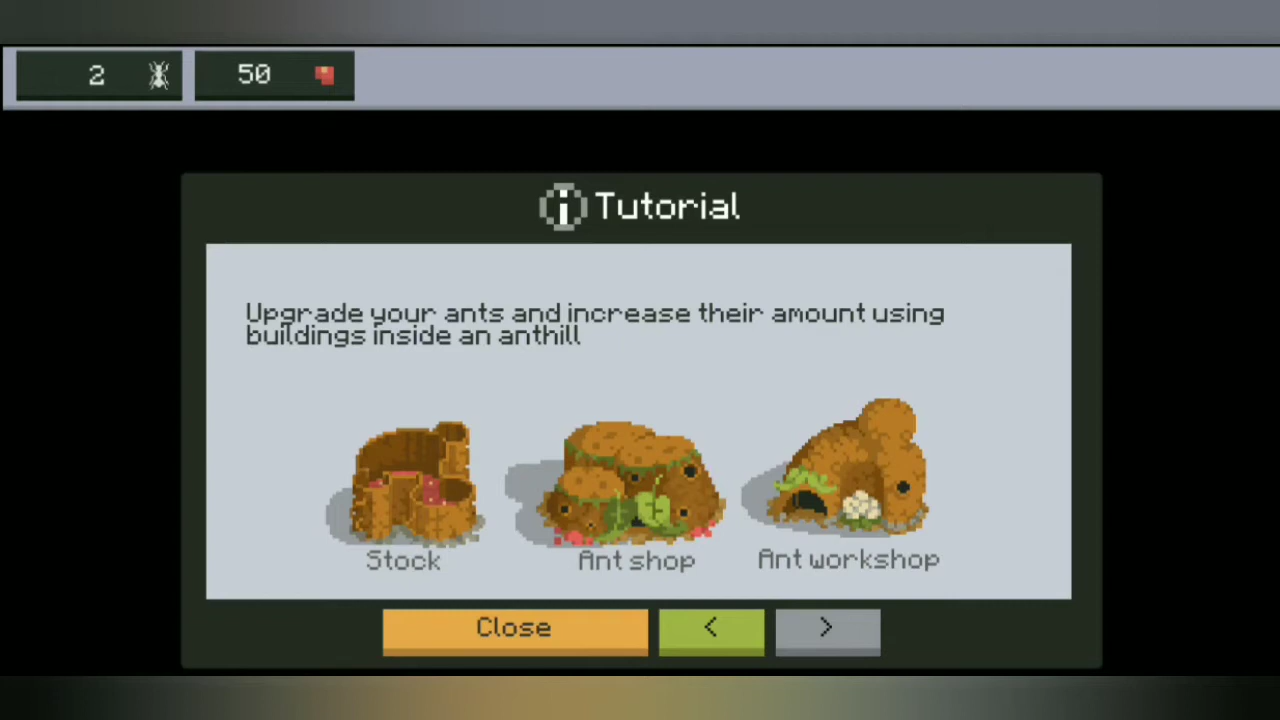 2
50
Tutorial
Upgrade your ants and increase their amount using
buildings inside an anthill
Stock
Ant shop
Ant workshop
Close
<
>